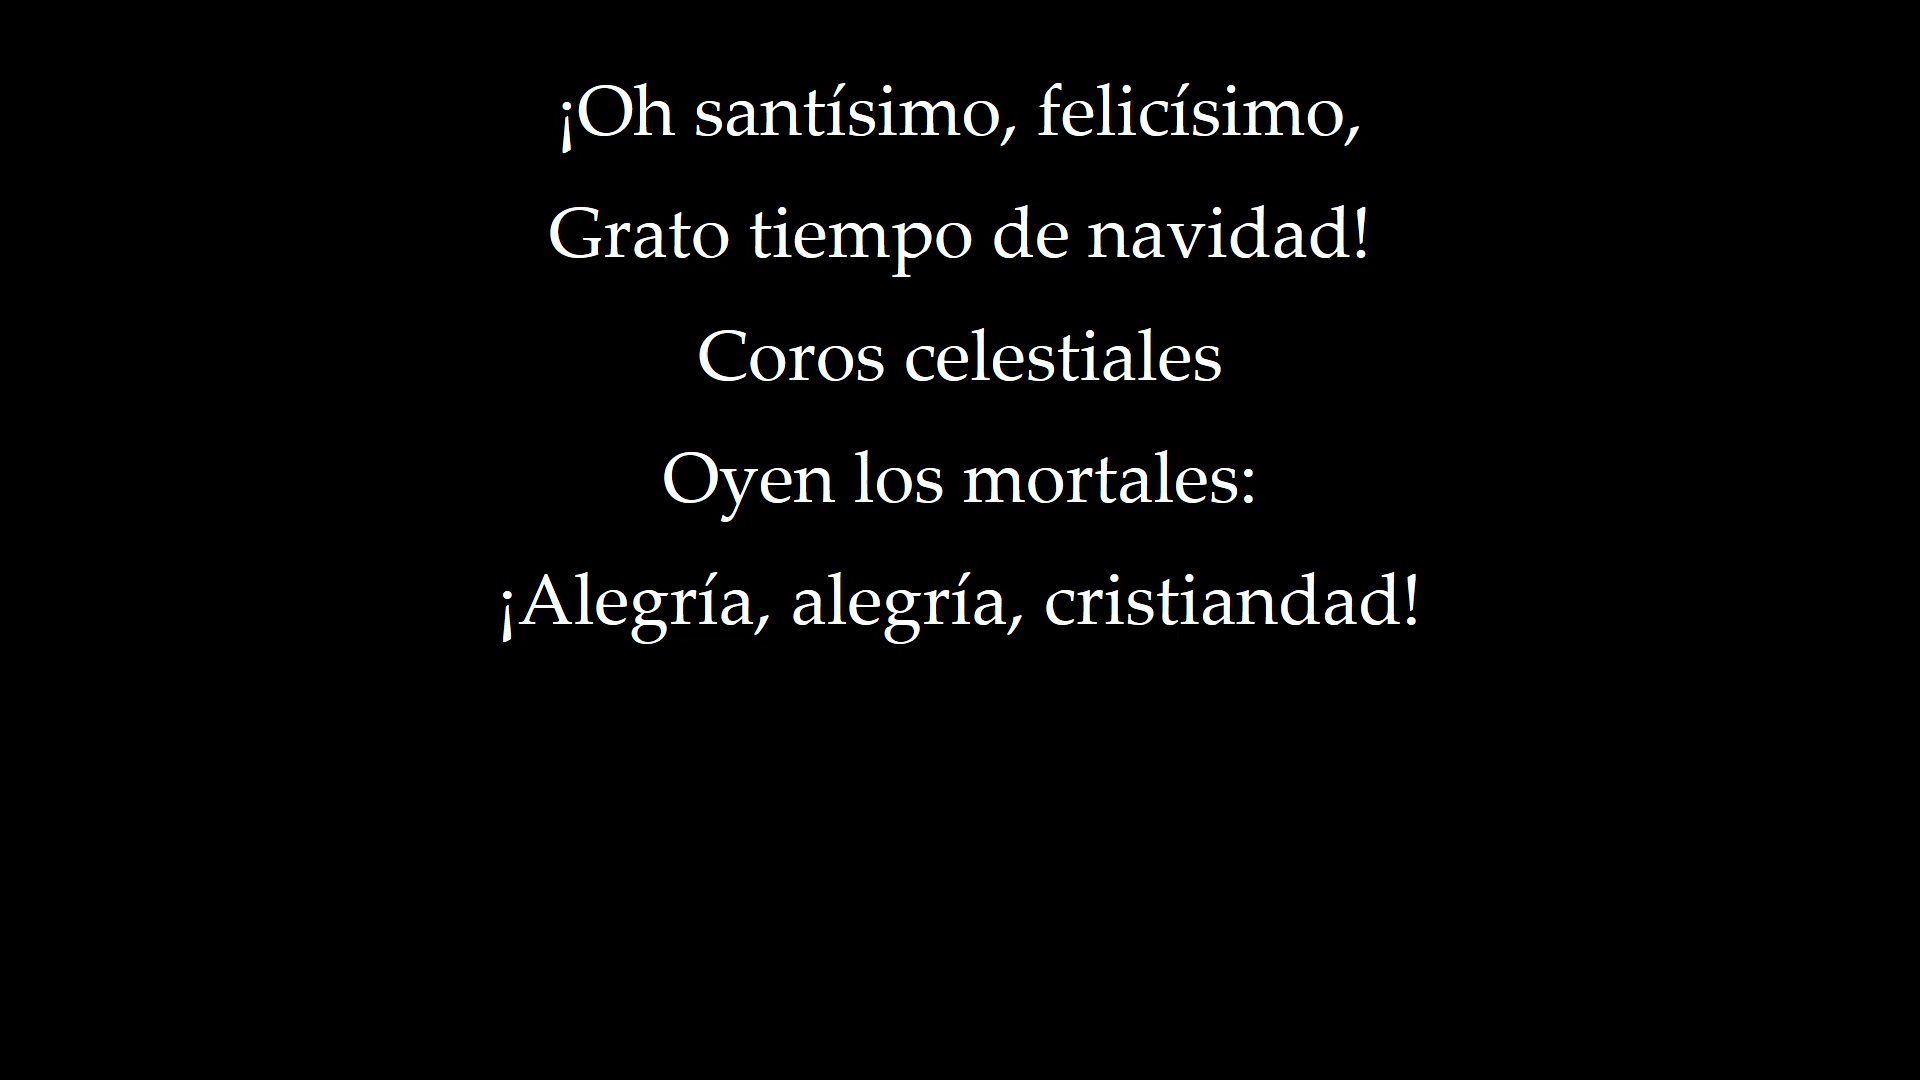 ¡Oh santísimo, felicísimo,
Grato tiempo de navidad!
Coros celestiales
Oyen los mortales:
¡Alegría, alegría, cristiandad!